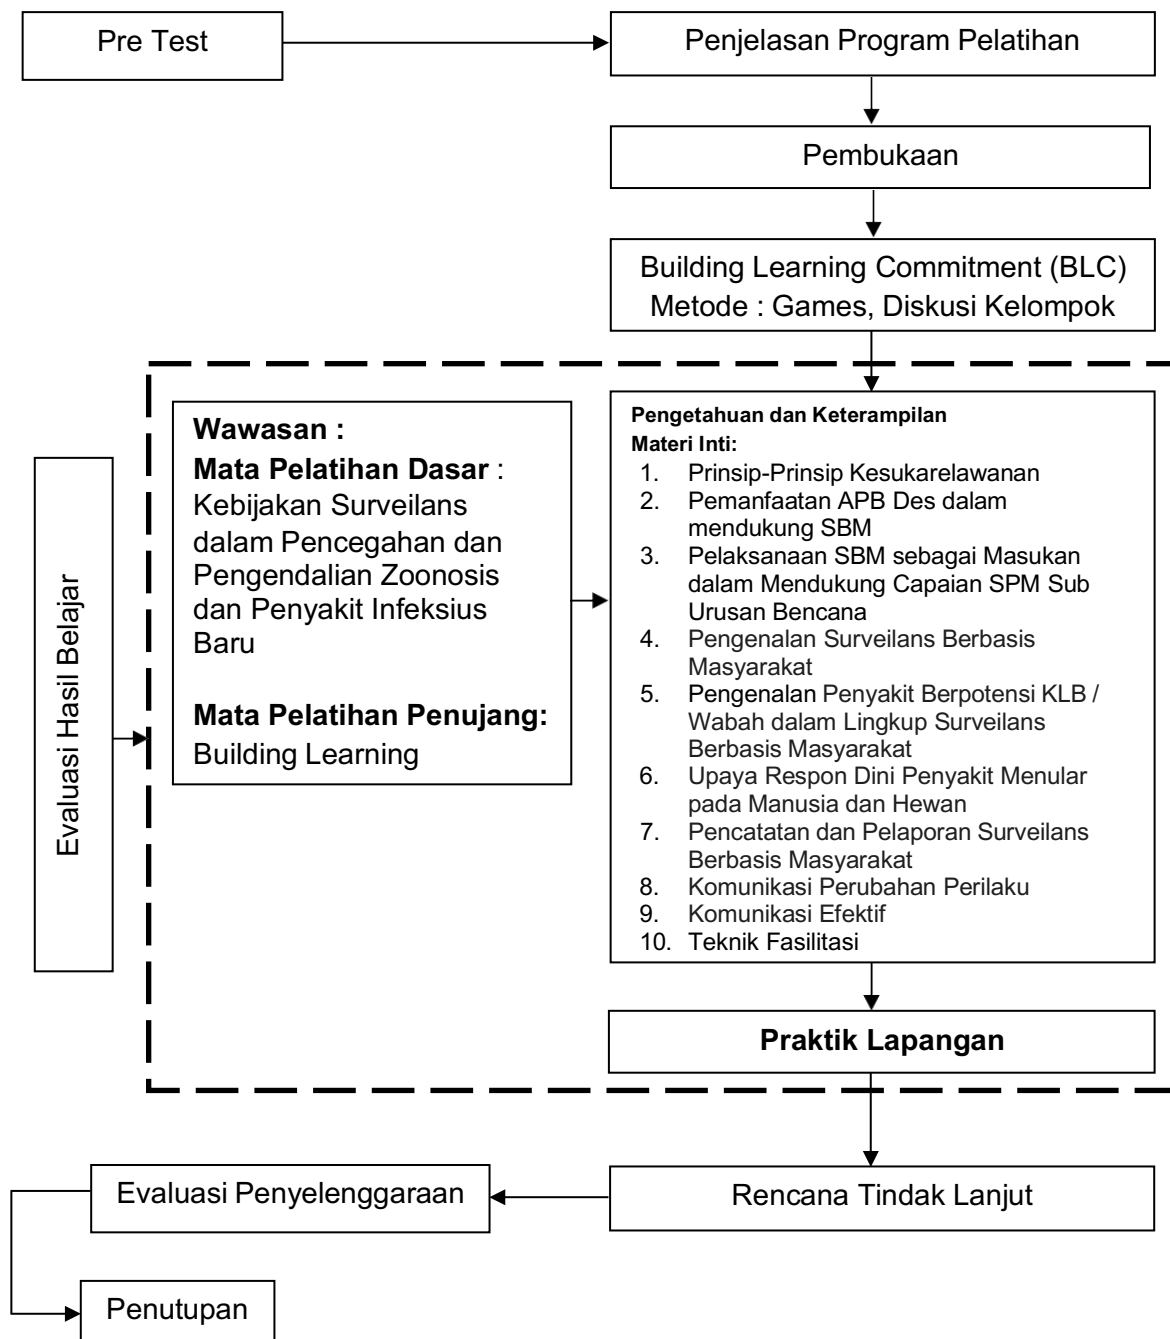 Pre Test
Penjelasan Program Pelatihan
Pembukaan
Building Learning Commitment (BLC)
Metode : Games, Diskusi Kelompok
Evaluasi Hasil Belajar
Wawasan :
Mata Pelatihan Dasar :
Kebijakan Surveilans
dalam Pencegahan dan
Pengendalian Zoonosis
dan Penyakit Infeksius
Baru
Mata Pelatihan Penujang:
Building Learning
Pengetahuan dan Keterampilan
Materi Inti:
1. Prinsip-Prinsip Kesukarelawanan
2. Pemanfaatan APB Des dalam
mendukung SBM
3. Pelaksanaan SBM sebagai Masukan
dalam Mendukung Capaian SPM Sub
Urusan Bencana
4. Pengenalan Surveilans Berbasis
Masyarakat
5. Pengenalan Penyakit Berpotensi KLB /
Wabah dalam Lingkup Surveilans
Berbasis Masyarakat
6. Upaya Respon Dini Penyakit Menular
pada Manusia dan Hewan
7. Pencatatan dan Pelaporan Surveilans
Berbasis Masyarakat
8. Komunikasi Perubahan Perilaku
9. Komunikasi Efektif
10. Teknik Fasilitasi
Praktik Lapangan
Rencana Tindak Lanjut
Evaluasi Penyelenggaraan
Penutupan